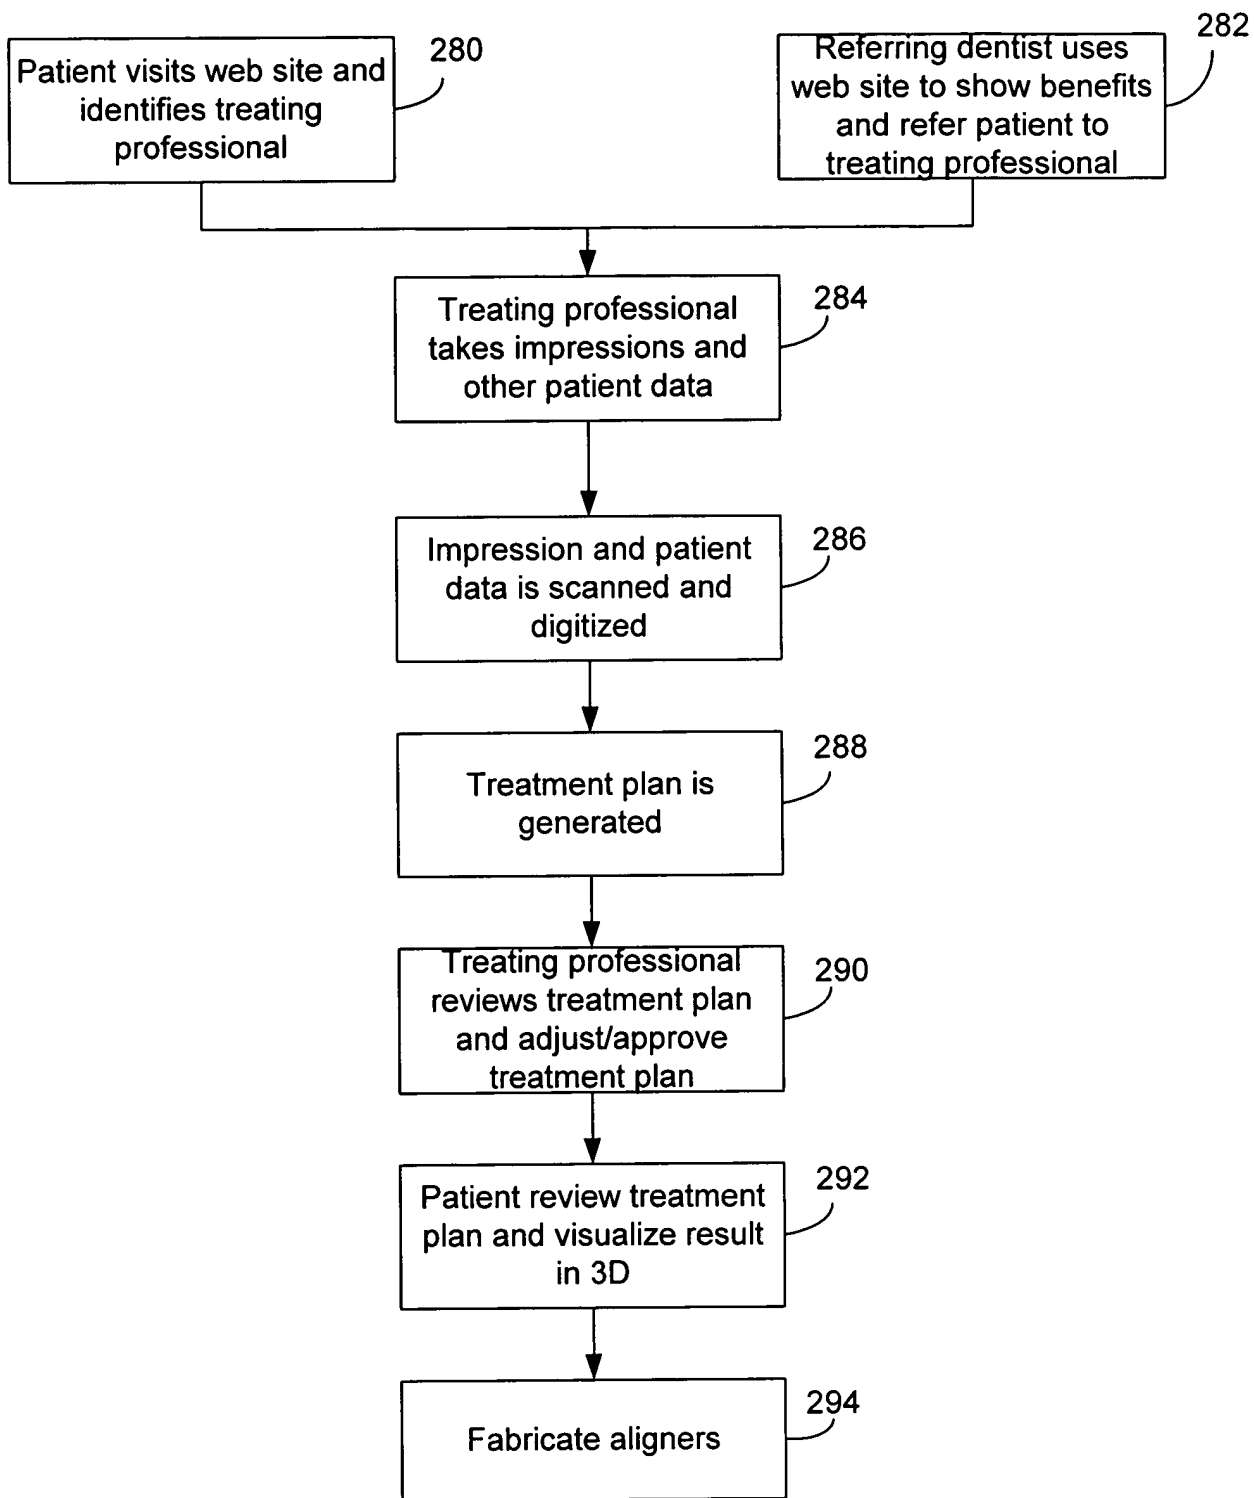 Patient visits web site and
identifies treating
professional
280
Referring dentist uses
web site to show benefits
and refer patient to
treating professional
282
Treating professional
takes impressions and
other patient data
284
Impression and patient
data is scanned and
digitized
286
Treatment plan is
generated
288
Treating professional
reviews treatment plan
and adjust/approve
treatment plan
290
Patient review treatment
plan and visualize result
in 3D
292
Fabricate aligners
294